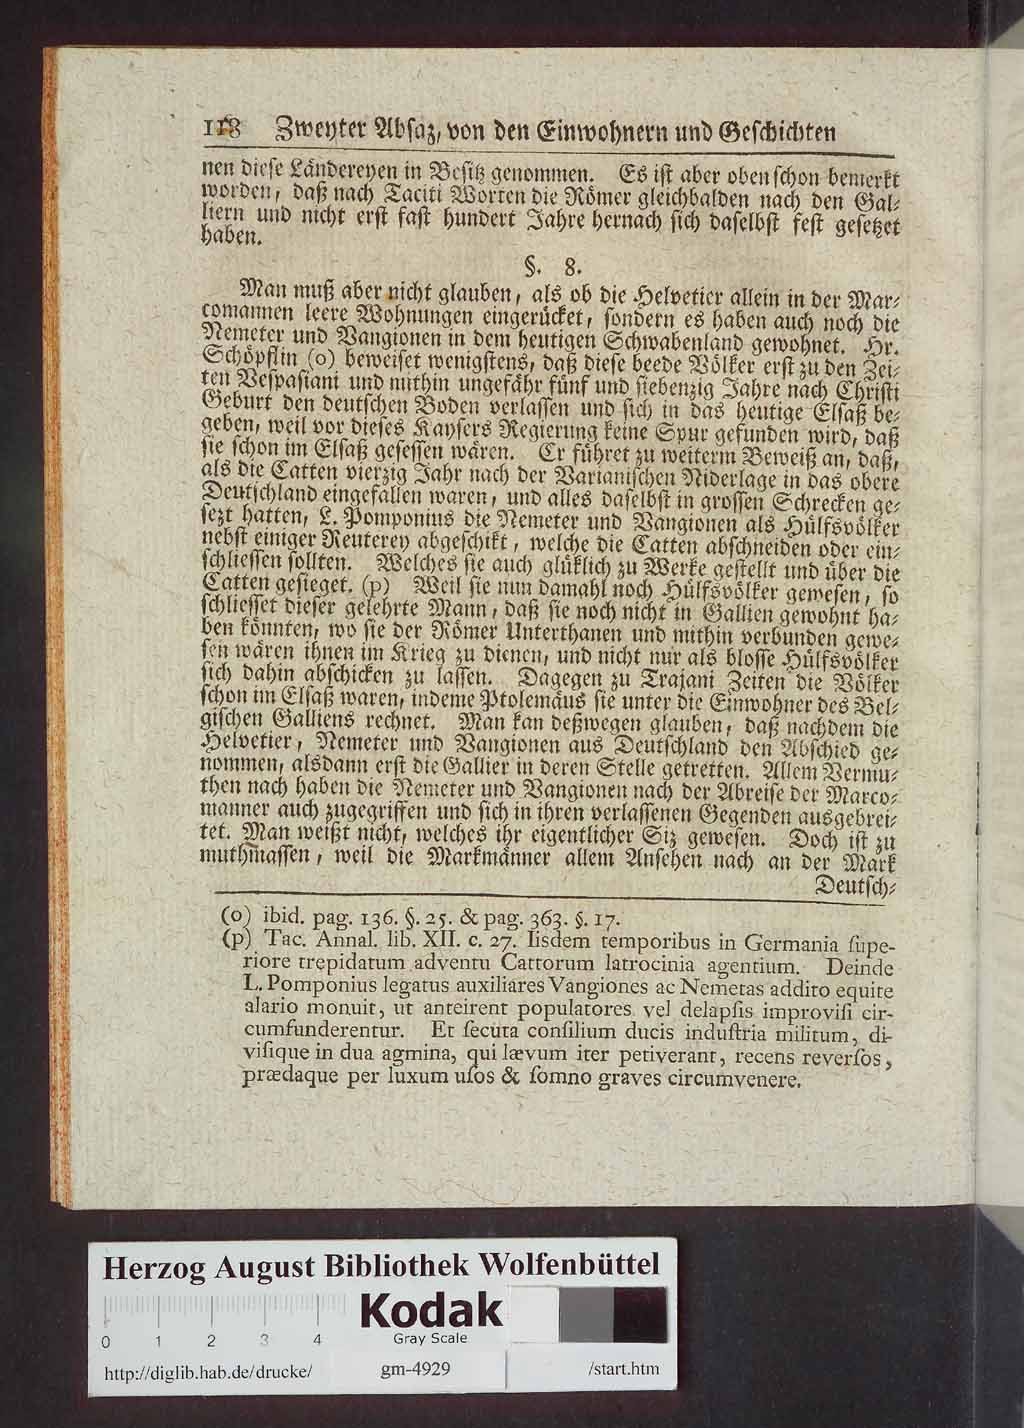 118 Zweyter Absaz, von den Einwohnern und Geschichten
nen diese Ländereyen in Besitz genommen. Es ist aber oben schon bemerkt
worden, daß nach Taciti Worten die Römer gleichbalden nach den Gal-
liern und nicht erst fast hundert Jahre hernach sich daselbst fest gesetzet
haben.
§. 8.
Man muß aber nicht glauben, als ob die Helvetier allein in der Mar-
comannen leere Wohnungen eingerücket, sondern es haben auch noch die
Nemeter und Vangionen in dem heutigen Schwabenland gewohnet. Hr.
Schöpflin (o) beweiset wenigstens, daß diese beede Völker erst zu den Zei-
ten Vespasiani und mithin ungefähr fünf und siebenzig Jahre nach Christi
Geburt den deutschen Boden verlassen und sich in das heutige Elsaß be-
geben, weil vor dieses Kaysers Regierung keine Spur gefunden wird, daß
sie schon im Elsaß gesessen wären. Er führet zu weiterm Beweiß an, daß,
als die Catten vierzig Jahr nach der Varianischen Niderlage in das obere
Deutschland eingefallen waren, und alles daselbst in grossen Schrecken ge-
sezt hatten, L. Pomponius die Nemeter und Vangionen als Hülfsvölker
nebst einiger Reuterey abgeschikt, welche die Catten abschneiden oder ein-
schliessen sollten. Welches sie auch glüklich zu Werke gestellt und über die
Catten gesieget. (p) Weil sie nun damahl noch Hülfsvölker gewesen, so
schliesset dieser gelehrte Mann, daß sie noch nicht in Gallien gewohnt ha-
ben könnten, wo sie der Römer Unterthanen und mithin verbunden gewe-
sen wären ihnen im Krieg zu dienen, und nicht nur als blosse Hülfsvölker
sich dahin abschicken zu lassen. Dagegen zu Trajani Zeiten die Völker
schon im Elsaß waren, indeme Ptolemäus sie unter die Einwohner des Bel-
gischen Galliens rechnet. Man kan deßwegen glauben, daß nachdem die
Helvetier, Nemeter und Vangionen aus Deutschland den Abschied ge-
nommen, alsdann erst die Gallier in deren Stelle getretten. Allem Vermu-
then nach haben die Nemeter und Vangionen nach der Abreise der Marco-
manner auch zugegriffen und sich in ihren verlassenen Gegenden ausgebrei-
tet. Man weißt nicht, welches ihr eigentlicher Siz gewesen. Doch ist zu
muthmassen, weil die Markmänner allem Ansehen nach an der Mark
Deutsch-
(o) ibid. pag. 136. §. 25. & pag. 363. §. 17.
(p) Tac. Annal. lib. XII. c. 27. Iisdem temporibus in Germania supe-
riore trepidatum adventu Cattorum latrocinia agentium. Deinde
L. Pomponius legatus auxiliares Vangiones ac Nemetas addito equite
alario monuit, ut anteirent populatores vel delapsis improvisi cir-
cumfunderentur. Et secuta consilium ducis industria militum, di-
visique in dua agmina, qui lævum iter petiverant, recens reversos,
prædaque per luxum usos & somno graves circumvenere.
Herzog August Bibliothek Wolfenbüttel
Kodak
0 1 2 3 4 Gray Scale
http://diglib.hab.de/drucke/ gm-4929 /start.htm